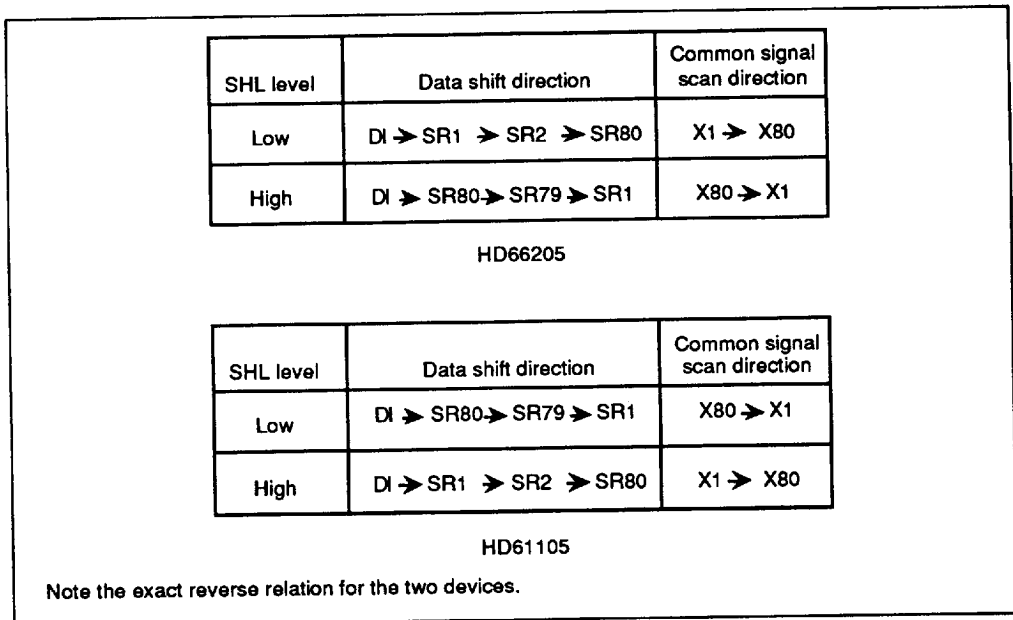 SHL level Data shift direction Common signal scan direction
Low DI ➔ SR1 ➔ SR2 ➔ SR80 X1 ➔ X80
High DI ➔ SR80 ➔ SR79 ➔ SR1 X80 ➔ X1
HD66205
SHL level Data shift direction Common signal scan direction
Low DI ➔ SR80 ➔ SR79 ➔ SR1 X80 ➔ X1
High DI ➔ SR1 ➔ SR2 ➔ SR80 X1 ➔ X80
HD61105
Note the exact reverse relation for the two devices.